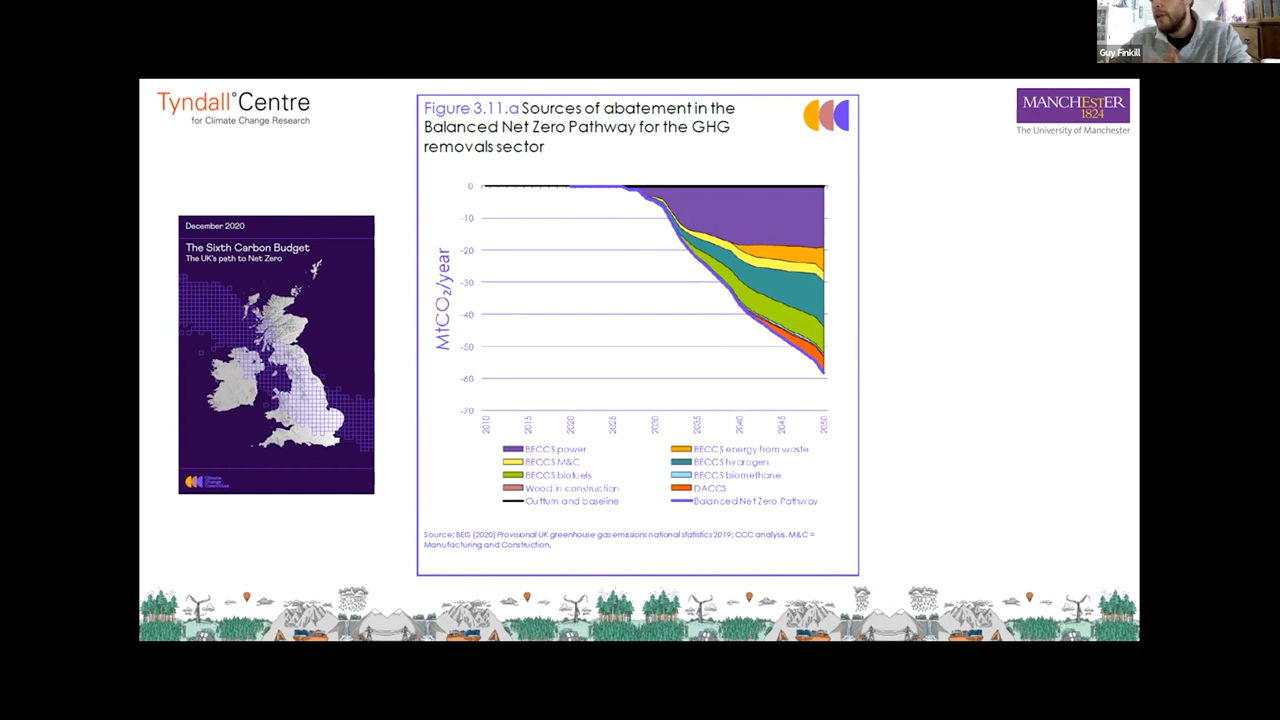 Guy Finkill
Tyndall°Centre
for Climate Change Research
MANCHESTER
1824
The University of Manchester
December 2020
The Sixth Carbon Budget
The UK's path to Net Zero
Climate
Change
Committee
Figure 3.11.a Sources of abatement in the
Balanced Net Zero Pathway for the GHG
removals sector
MtCO₂/year
0
-10
-20
-30
-40
-50
-60
-70
2010
2015
2020
2025
2030
2035
2040
2045
2050
BECCS power
BECCS energy from waste
BECCS M&C
BECCS hydrogen
BECCS biofuels
BECCS biomethane
Wood in construction
DACCS
Outturn and baseline
Balanced Net Zero Pathway
Source: BEIS (2020) Provisional UK greenhouse gas emissions national statistics 2019; CCC analysis. M&C =
Manufacturing and Construction.